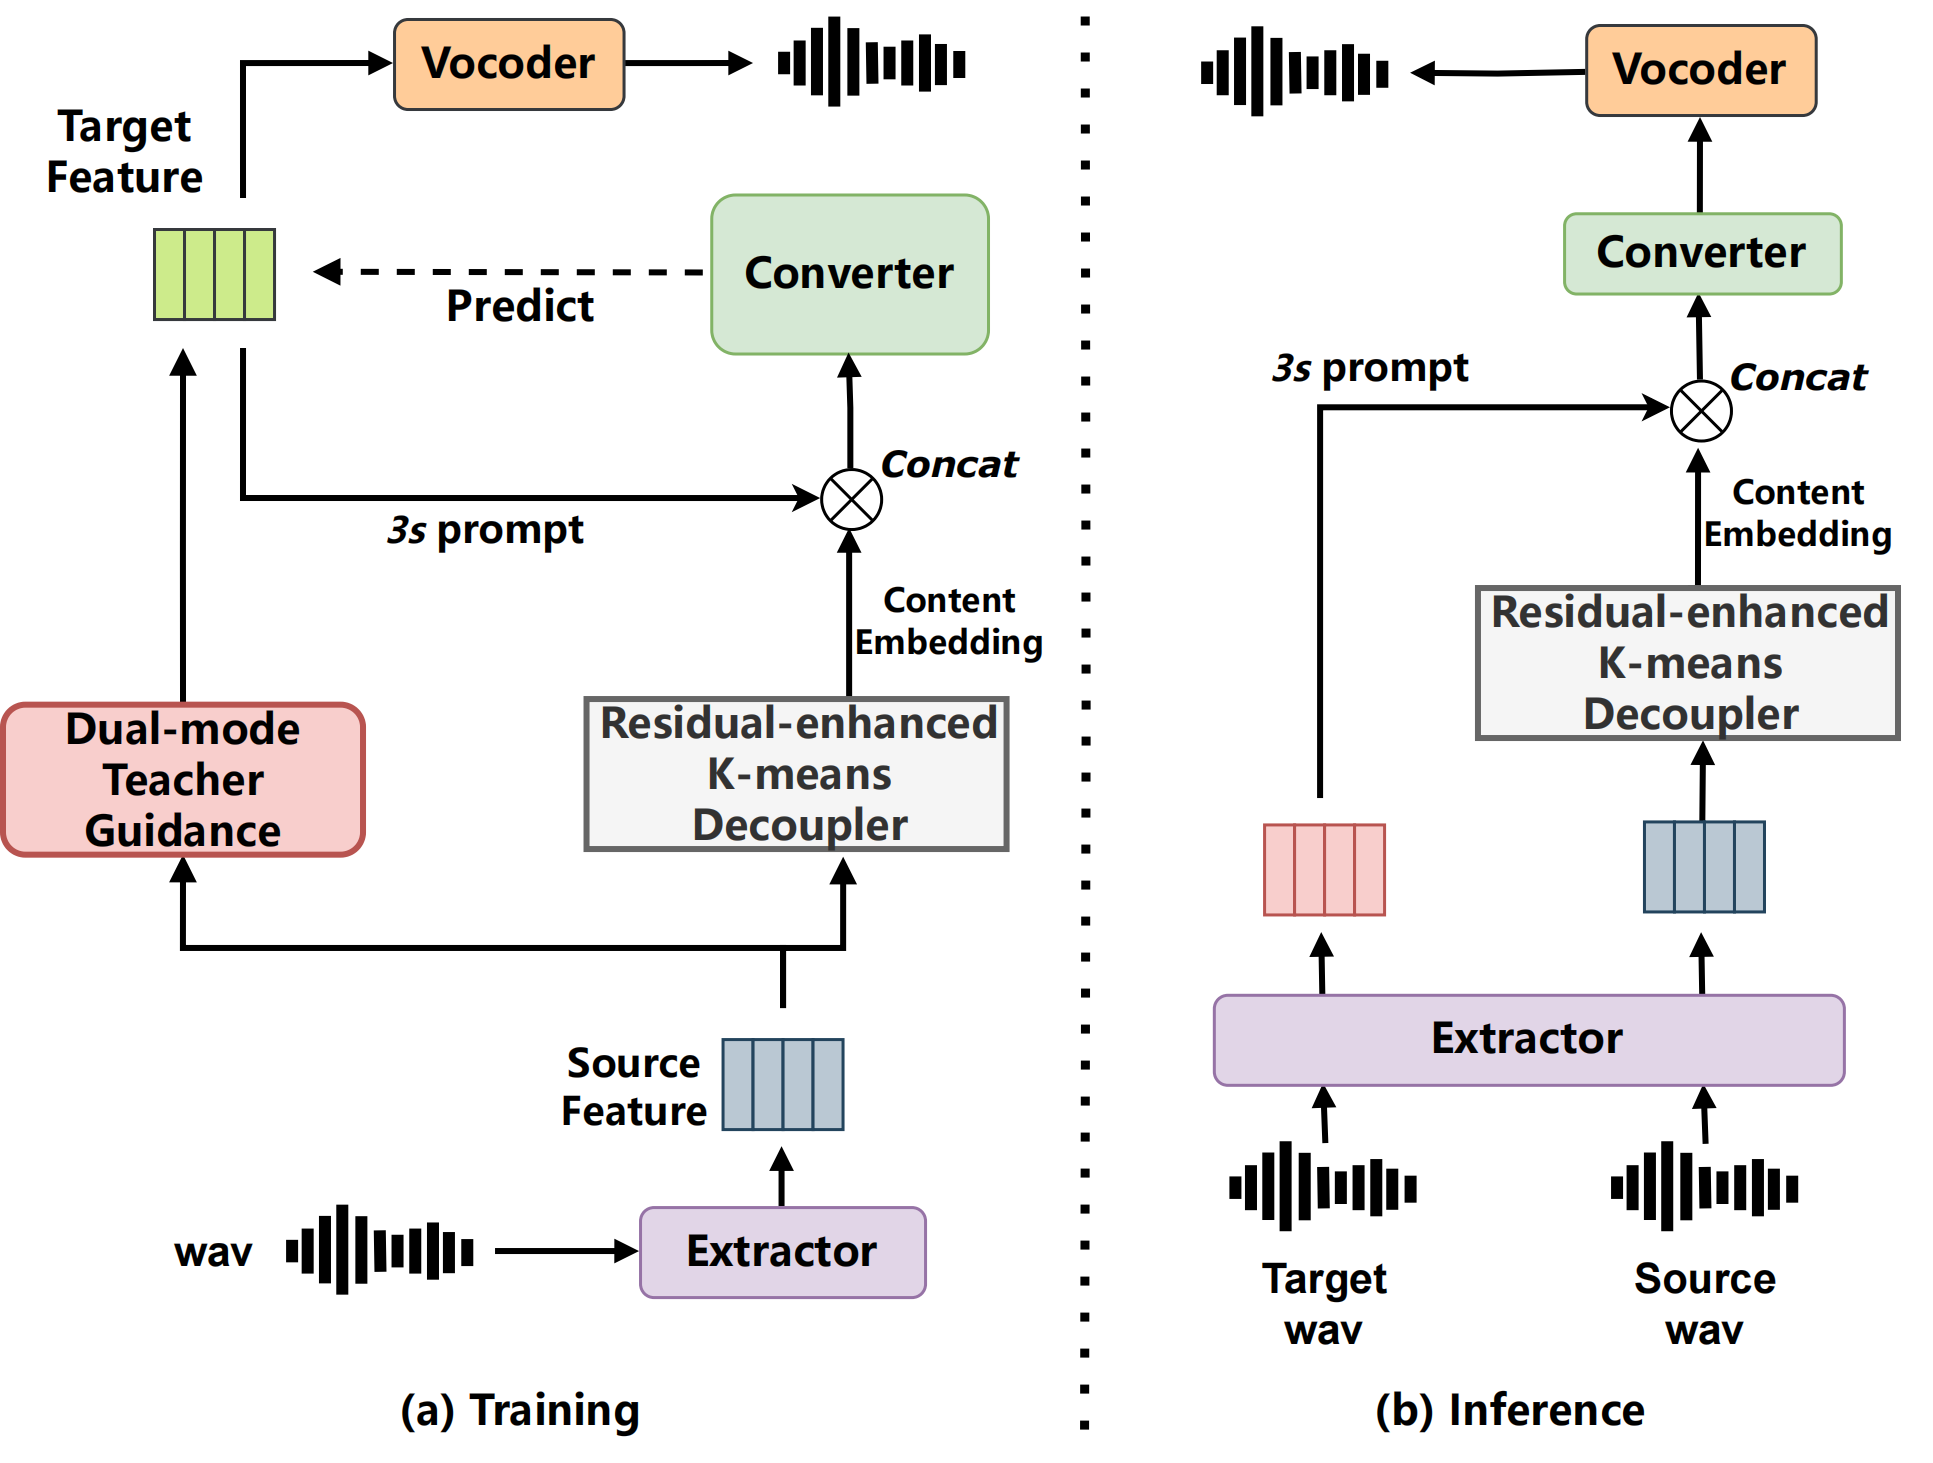 Vocoder
Target
Feature
Converter
Predict
Concat
3s prompt
Content
Embedding
Dual-mode
Teacher
Guidance
Residual-enhanced
K-means
Decoupler
Source
Feature
wav
Extractor
(a) Training
Vocoder
Converter
3s prompt
Concat
Content
Embedding
Residual-enhanced
K-means
Decoupler
Extractor
Target
wav
Source
wav
(b) Inference